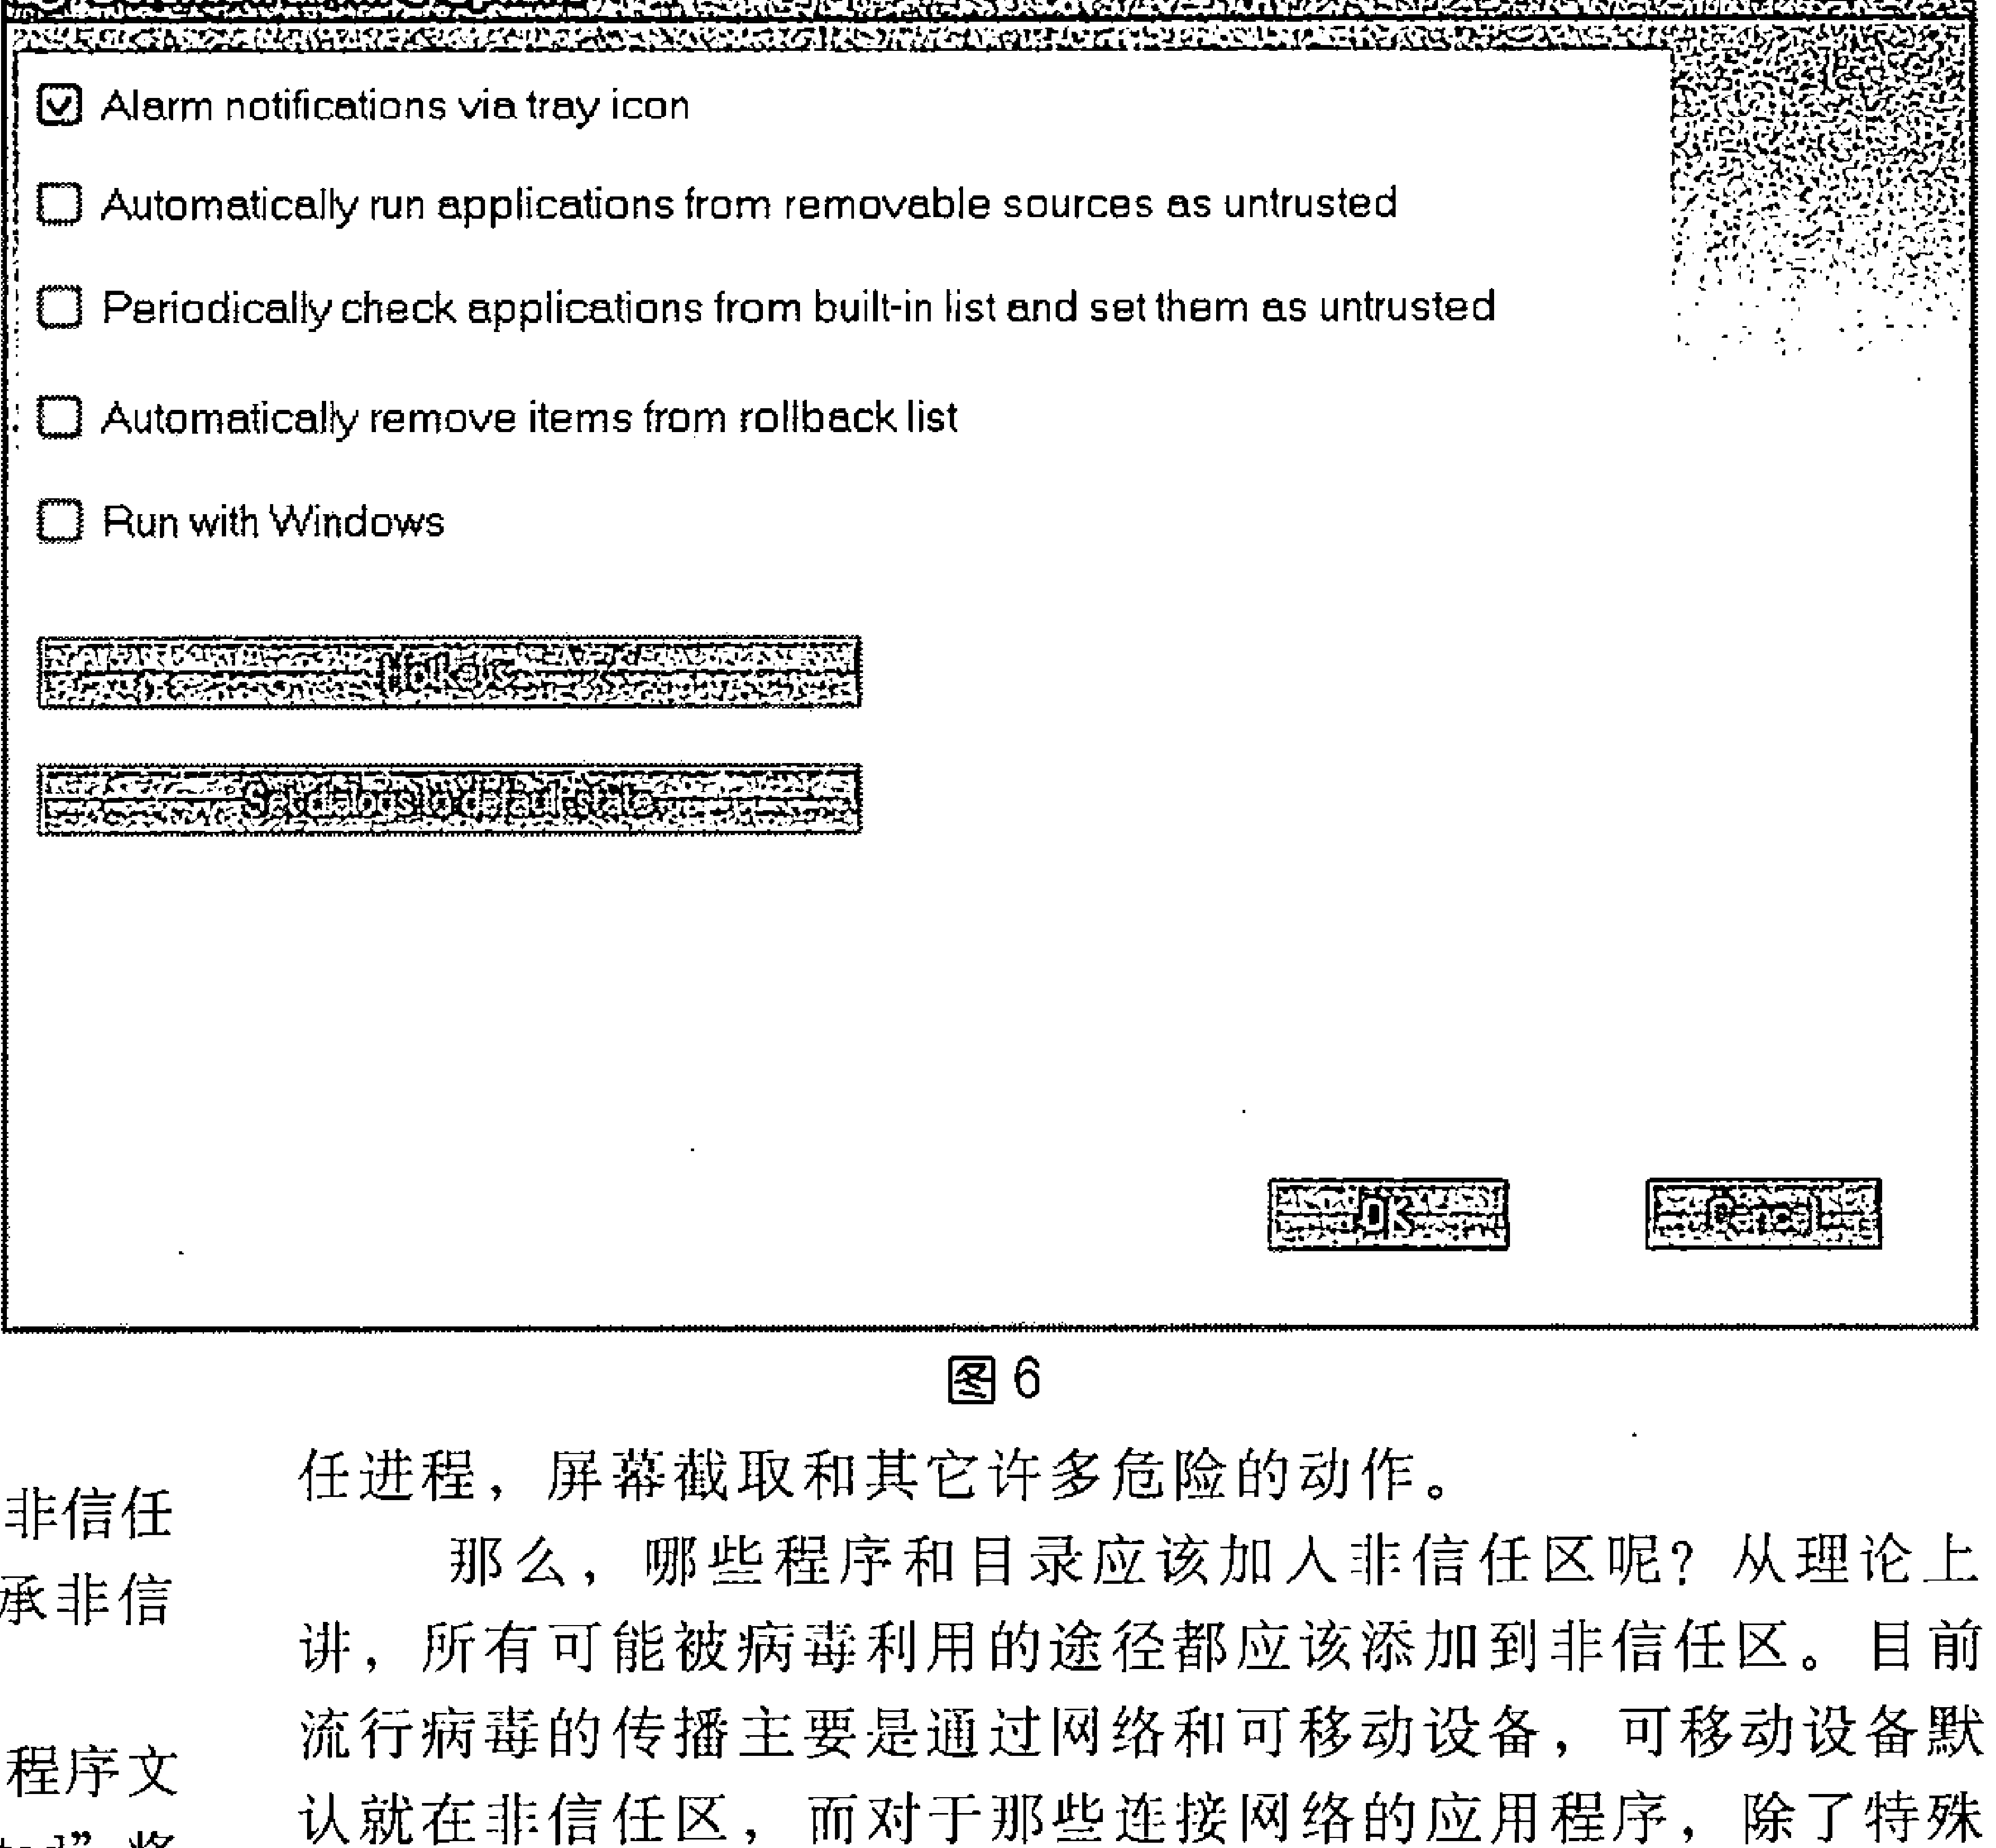 Alarm notifications via tray icon
Automatically run applications from removable sources as untrusted
Periodically check applications from built-in list and set them as untrusted
Automatically remove items from rollback list
Run with Windows
Hotkeys
Set dialogs to default state
OK
Cancel
图 6
非信任
承非信
程序文
将
任进程，屏幕截取和其它许多危险的动作。
那么，哪些程序和目录应该加入非信任区呢？从理论上
讲，所有可能被病毒利用的途径都应该添加到非信任区。目前
流行病毒的传播主要是通过网络和可移动设备，可移动设备默
认就在非信任区，而对于那些连接网络的应用程序，除了特殊